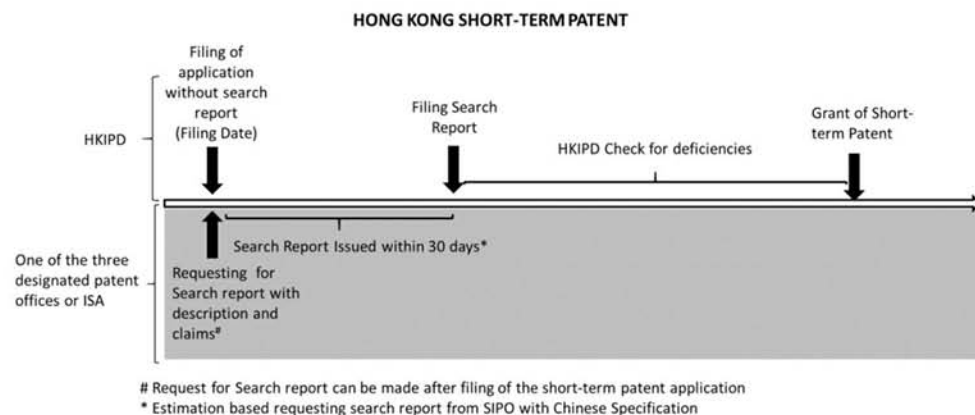 HONG KONG SHORT-TERM PATENT
Filing of
application
without search
report
(Filing Date)
Filing Search
Report
Grant of Short-
term Patent
HKIPD
HKIPD Check for deficiencies
Search Report Issued within 30 days*
One of the three
designated patent
offices or ISA
Requesting for
Search report with
description and
claims#
# Request for Search report can be made after filing of the short-term patent application
* Estimation based requesting search report from SIPO with Chinese Specification